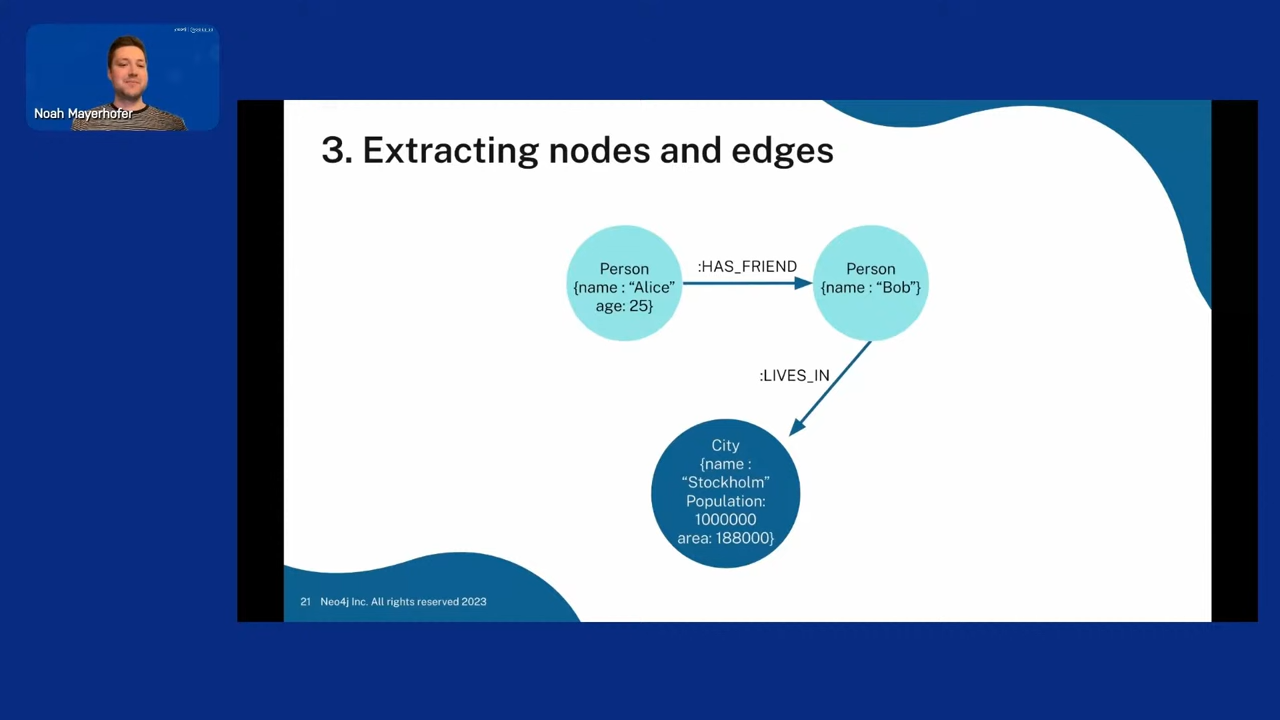 Noah Mayerhofer
3. Extracting nodes and edges
Person
{name : “Alice”
age: 25}
:HAS_FRIEND
Person
{name : “Bob”}
:LIVES_IN
City
{name :
“Stockholm”
Population:
1000000
area: 188000}
21 Neo4j Inc. All rights reserved 2023